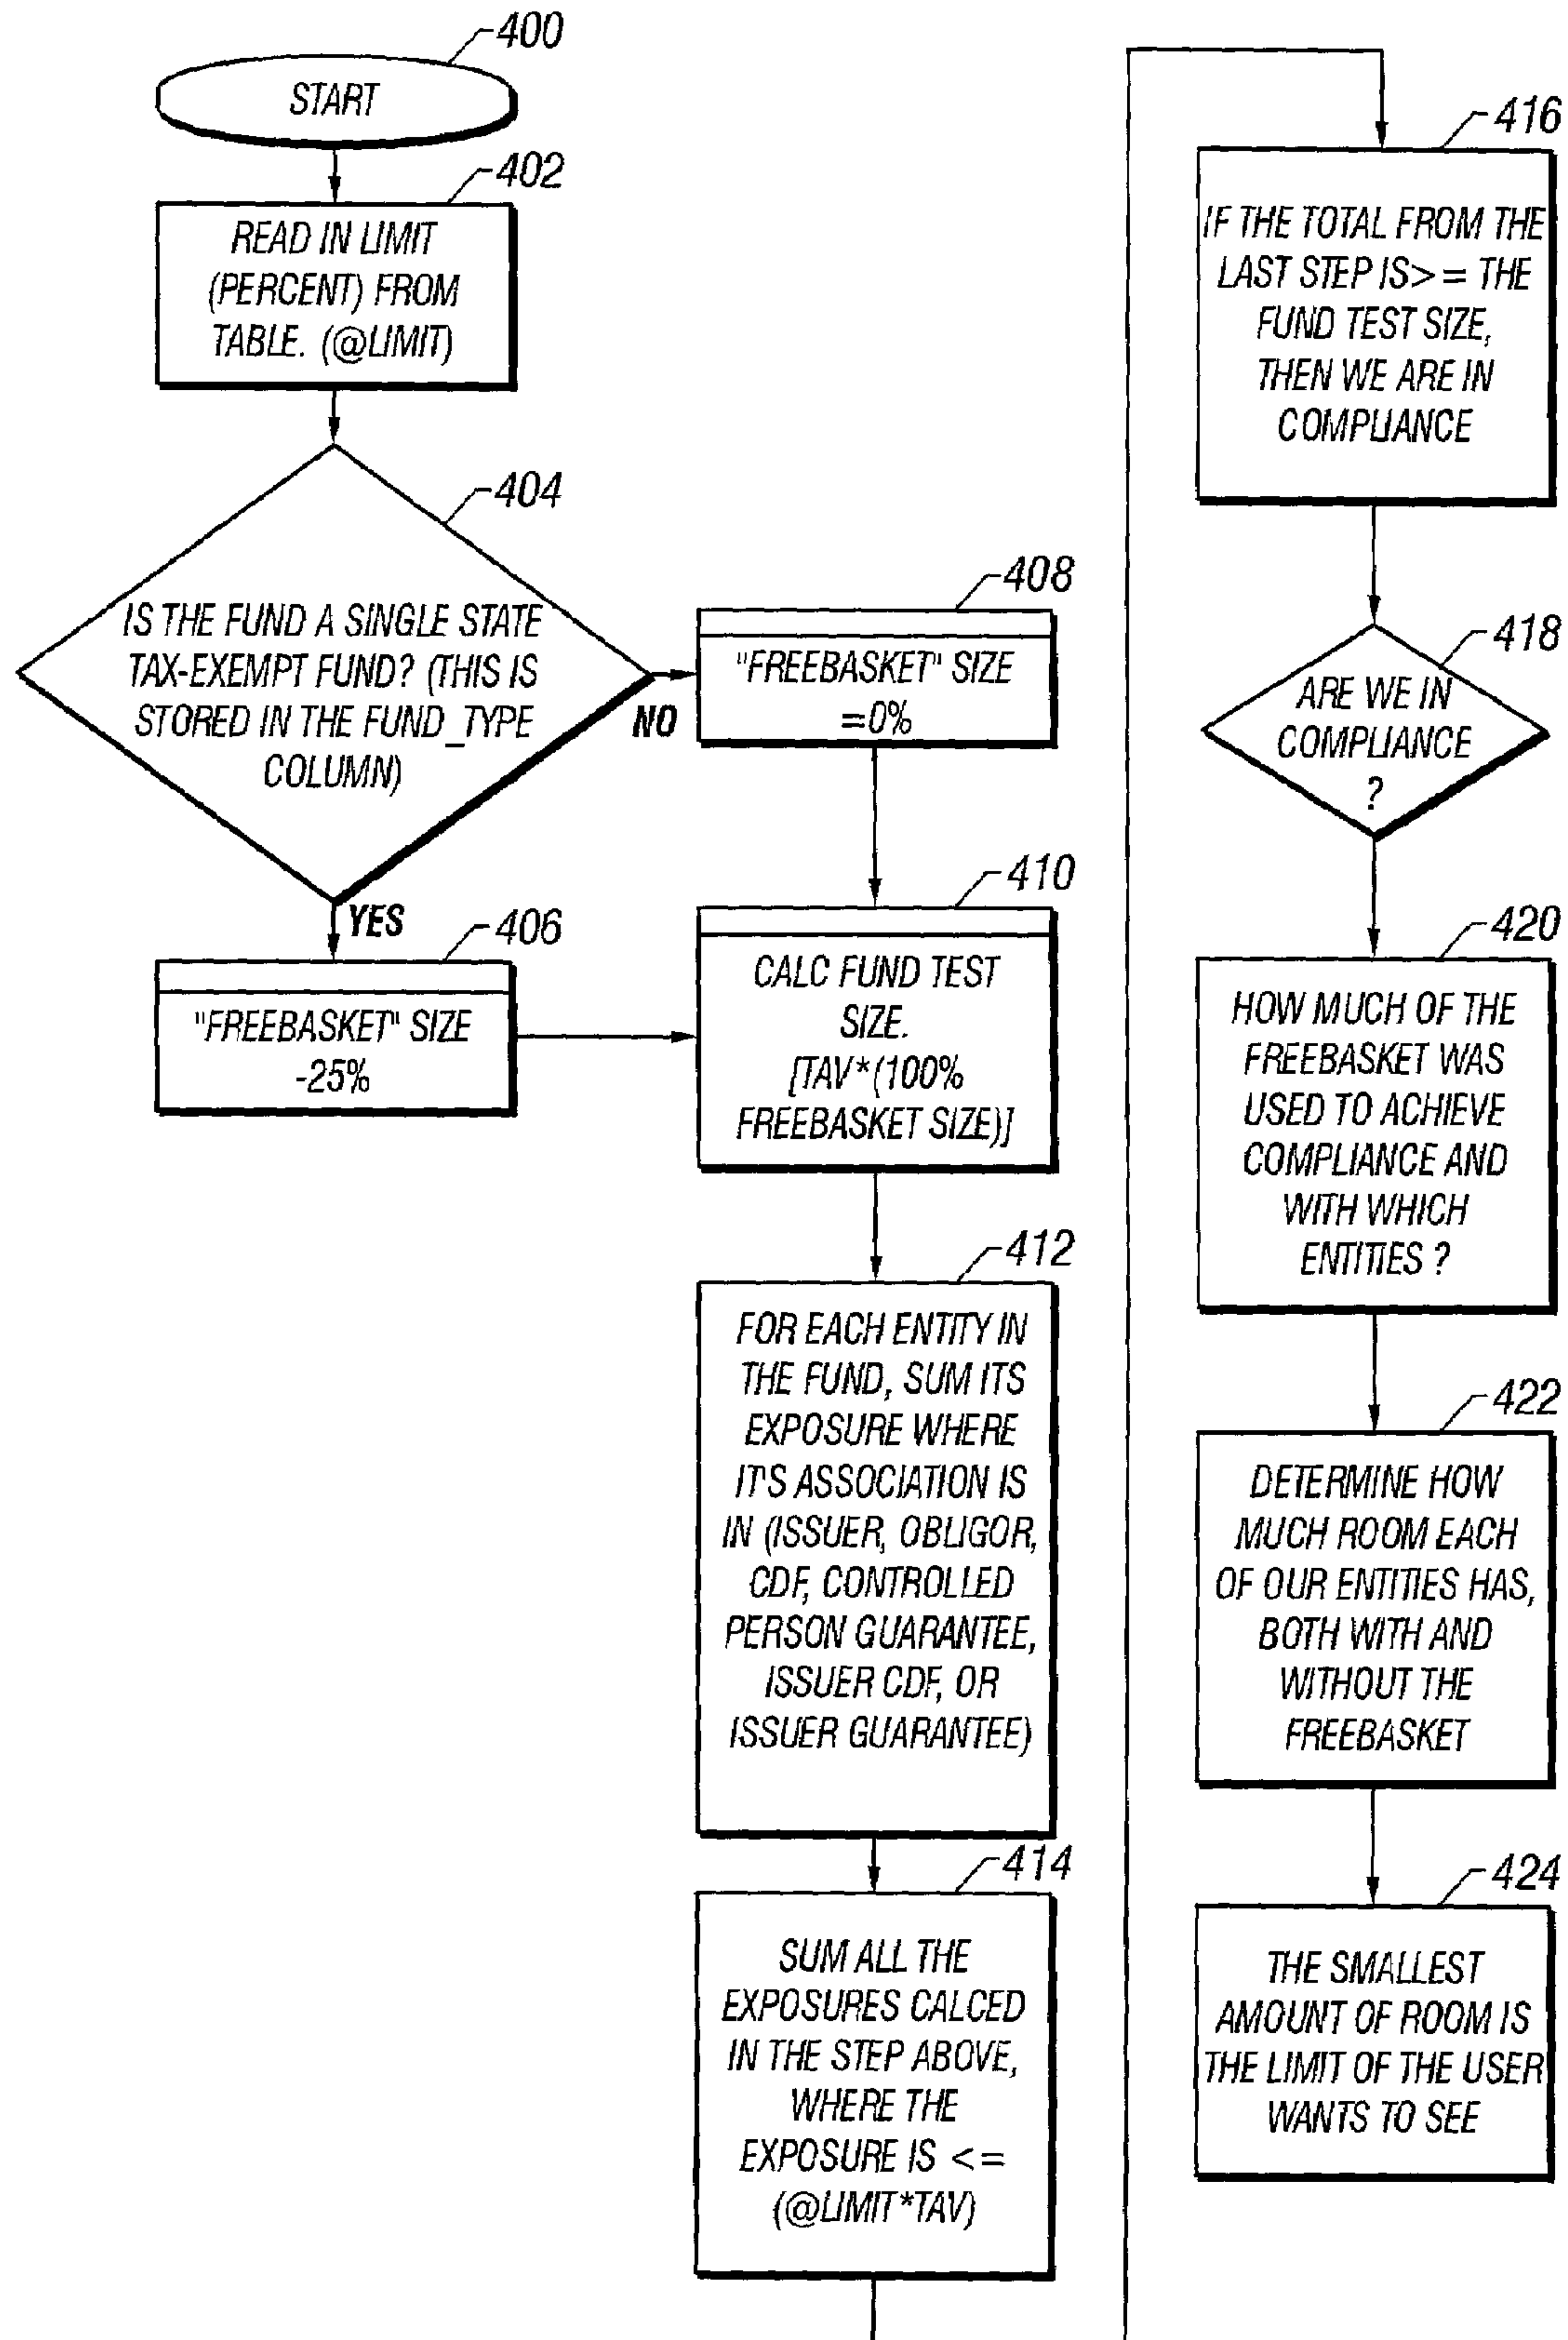 400
START
402
READ IN LIMIT
(PERCENT) FROM
TABLE. (@LIMIT)
404
IS THE FUND A SINGLE STATE
TAX-EXEMPT FUND? (THIS IS
STORED IN THE FUND_TYPE
COLUMN)
NO
YES
406
"FREEBASKET" SIZE
-25%
408
"FREEBASKET" SIZE
=0%
410
CALC FUND TEST
SIZE.
[TAV*(100%
FREEBASKET SIZE)]
412
FOR EACH ENTITY IN
THE FUND, SUM ITS
EXPOSURE WHERE
IT'S ASSOCIATION IS
IN (ISSUER, OBLIGOR,
CDF, CONTROLLED
PERSON GUARANTEE,
ISSUER CDF, OR
ISSUER GUARANTEE)
414
SUM ALL THE
EXPOSURES CALCED
IN THE STEP ABOVE,
WHERE THE
EXPOSURE IS <=
(@LIMIT*TAV)
416
IF THE TOTAL FROM THE
LAST STEP IS>= THE
FUND TEST SIZE,
THEN WE ARE IN
COMPLIANCE
418
ARE WE IN
COMPLIANCE
?
420
HOW MUCH OF THE
FREEBASKET WAS
USED TO ACHIEVE
COMPLIANCE AND
WITH WHICH
ENTITIES ?
422
DETERMINE HOW
MUCH ROOM EACH
OF OUR ENTITIES HAS,
BOTH WITH AND
WITHOUT THE
FREEBASKET
424
THE SMALLEST
AMOUNT OF ROOM IS
THE LIMIT OF THE USER
WANTS TO SEE